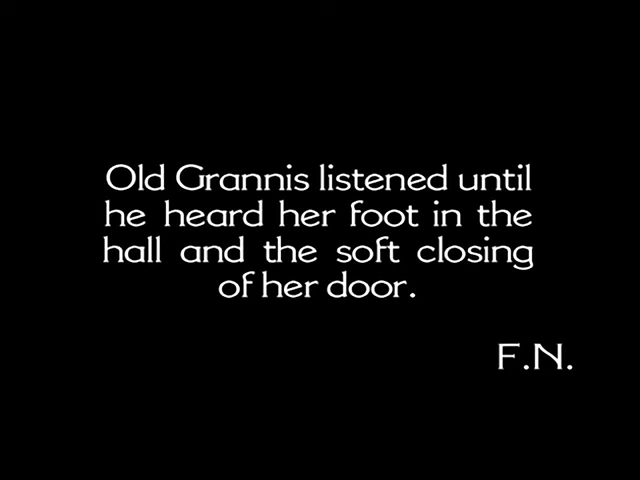 Old Grannis listened until
he heard her foot in the
hall and the soft closing
of her door.
F.N.